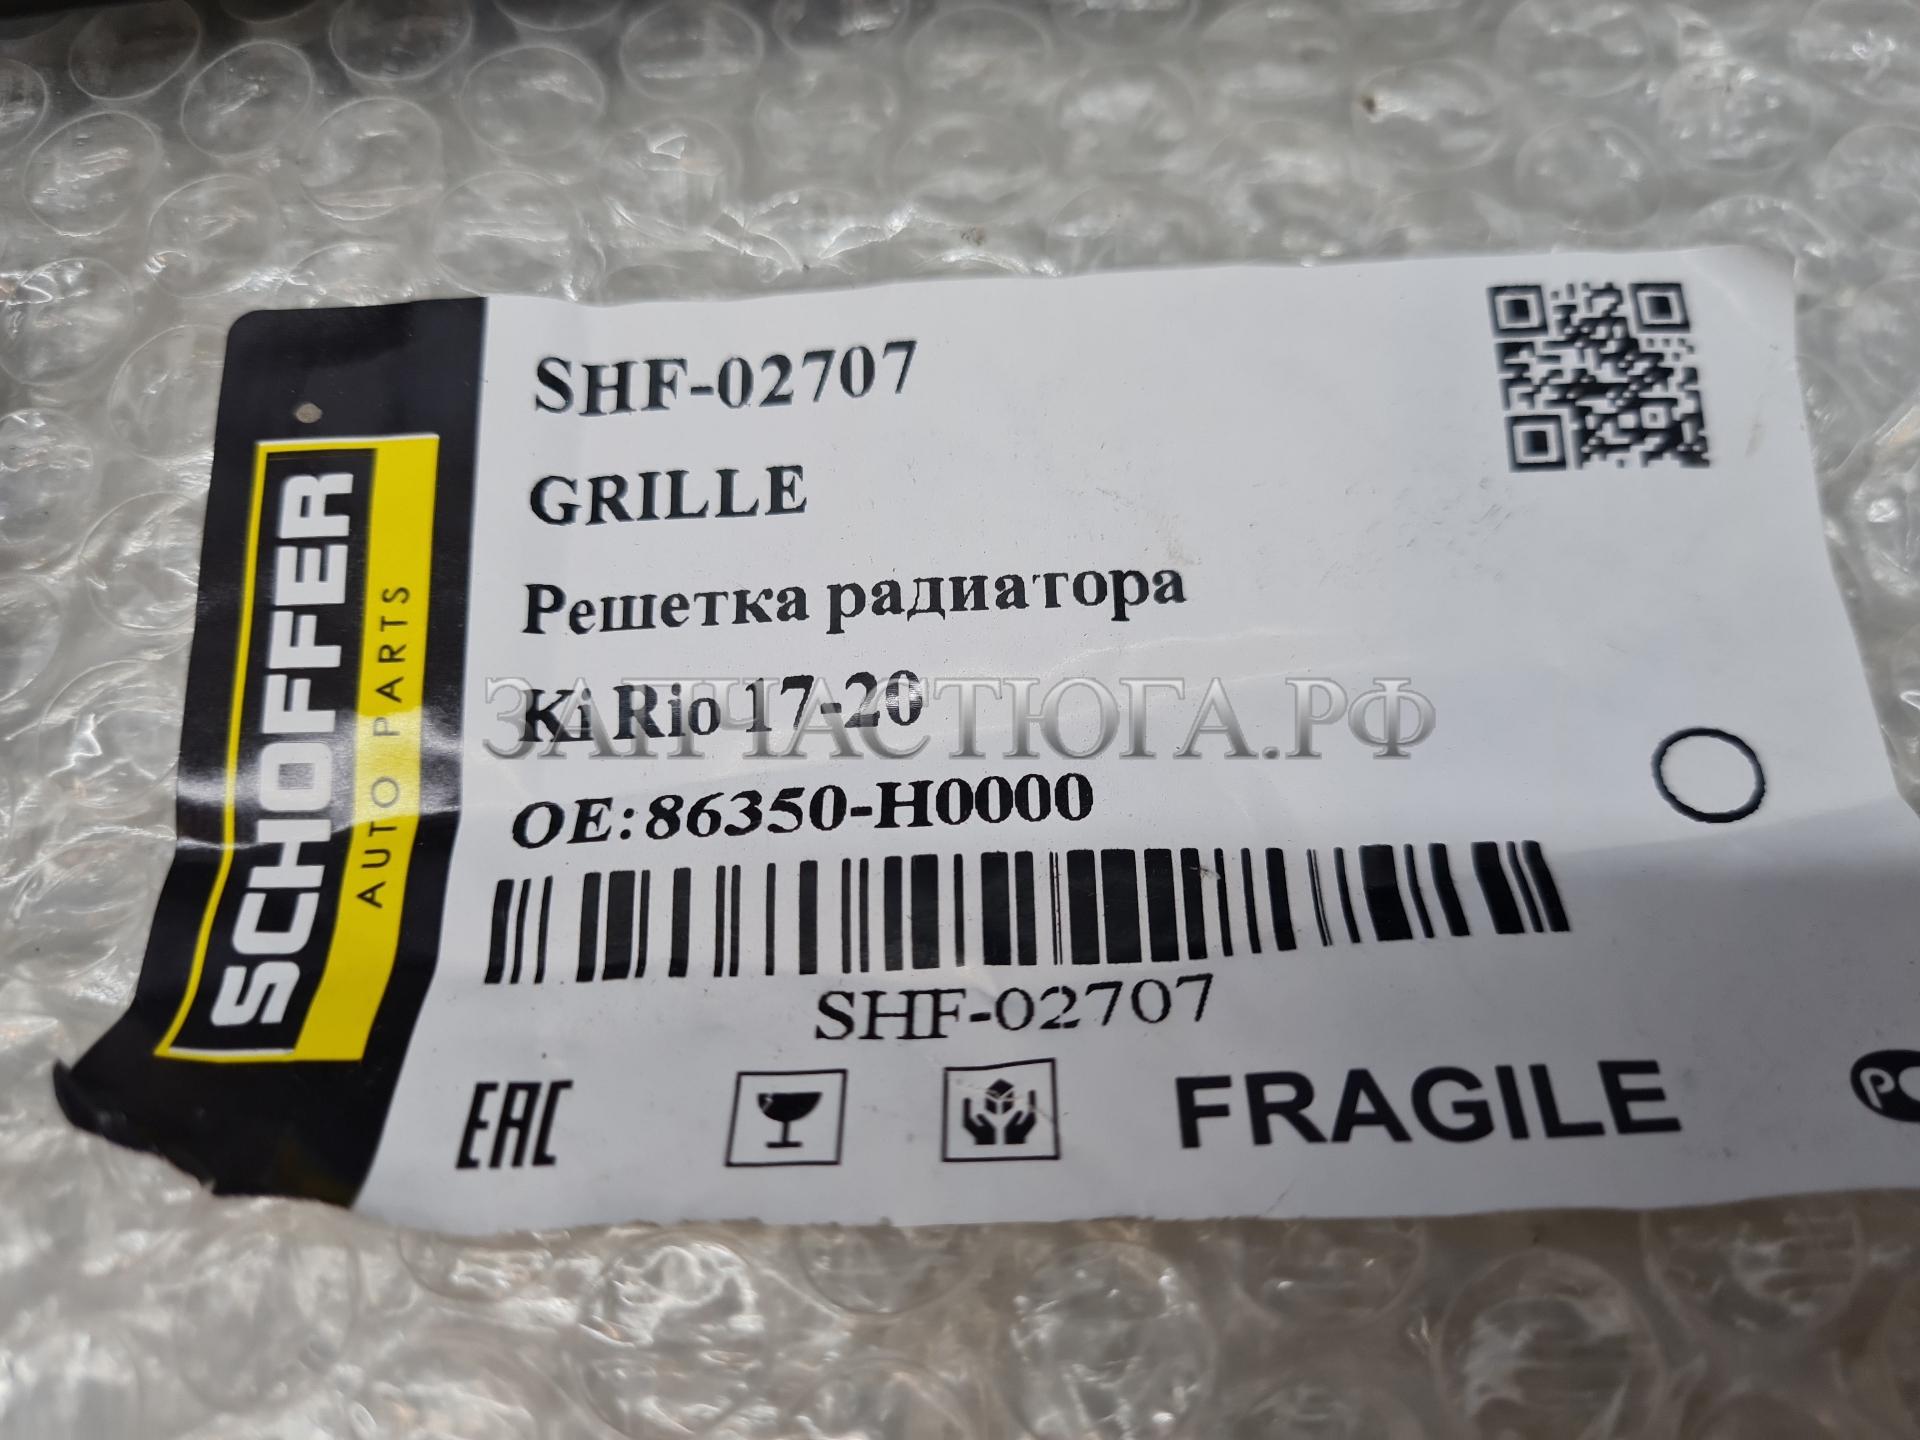 SCHOFFER
AUTO PARTS
SHF-02707
GRILLE
Решетка радиатора
Ki Rio 17-20
ЗАПЧАСТЮГА.РФ
OE:86350-H0000
SHF-02707
EAC
FRAGILE